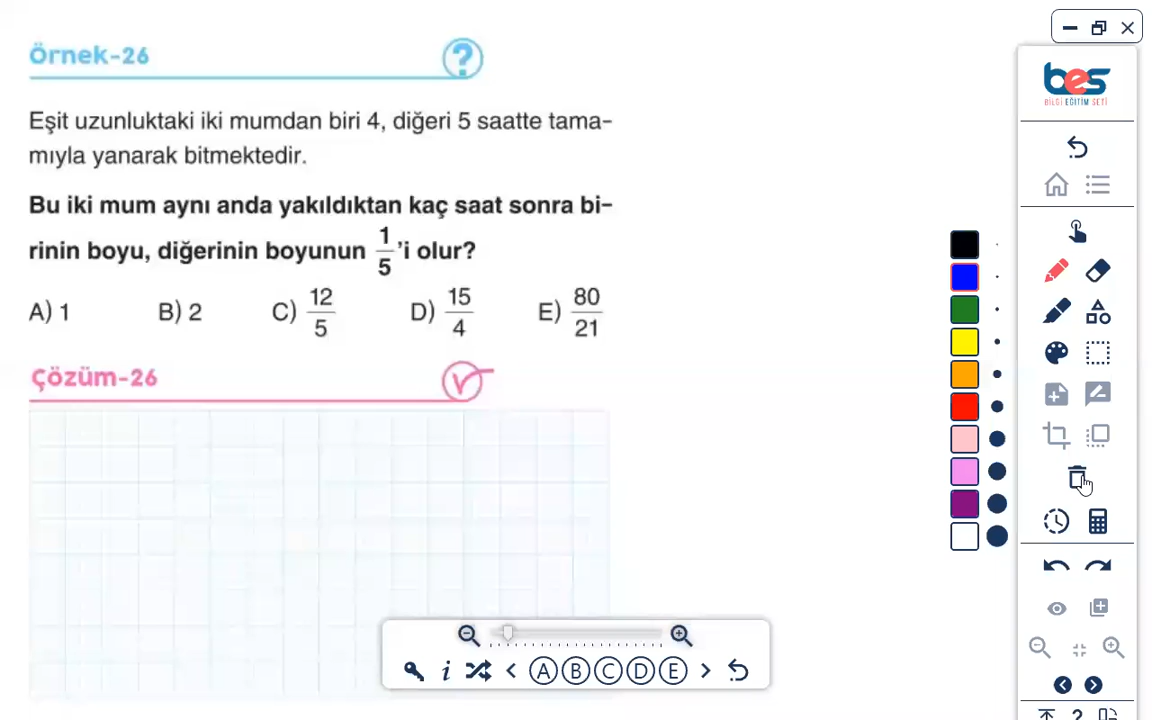 Örnek-26
?
Eşit uzunluktaki iki mumdan biri 4, diğeri 5 saatte tama-
mıyla yanarak bitmektedir.
Bu iki mum aynı anda yakıldıktan kaç saat sonra bi-
rinin boyu, diğerinin boyunun 1/5 'i olur?
A) 1 B) 2 C) 12/5 D) 15/4 E) 80/21
Çözüm-26
bes
BİLGİ EĞİTİM SETİ
i A B C D E
?